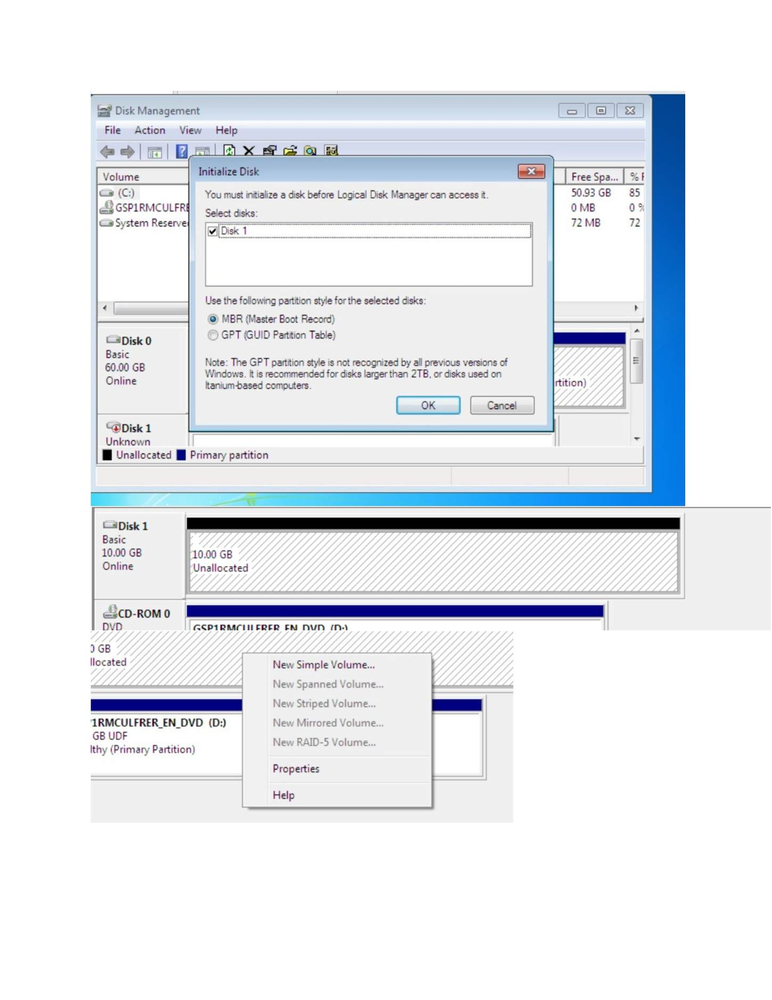 Disk Management
File Action View Help
Initialize Disk
Volume
Free Spa...
%
You must initialize a disk before Logical Disk Manager can access it.
(C:)
50.93 GB
85
Select disks:
GSP1RMCULFRE
0 MB
0 %
System Reserve
72 MB
72
Disk 1
Use the following partition style for the selected disks:
MBR (Master Boot Record)
GPT (GUID Partition Table)
Disk 0
Basic
60.00 GB
Online
Note: The GPT partition style is not recognized by all previous versions of
Windows. It is recommended for disks larger than 2TB, or disks used on
Itanium-based computers.
rtition)
OK
Cancel
Disk 1
Unknown
Unallocated Primary partition
Disk 1
Basic
10.00 GB
Online
10.00 GB
Unallocated
CD-ROM 0
DVD
GSP1RMCULFRER_EN_DVD (D:)
0 GB
llocated
New Simple Volume...
New Spanned Volume...
New Striped Volume...
New Mirrored Volume...
New RAID-5 Volume...
Properties
Help
1RMCULFRER_EN_DVD (D:)
GB UDF
lthy (Primary Partition)